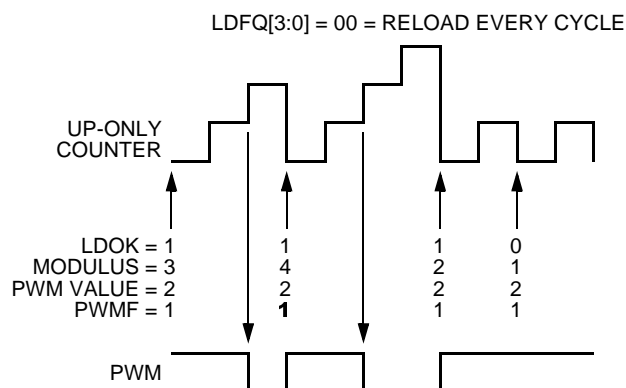 LDFQ[3:0] = 00 = RELOAD EVERY CYCLE
UP-ONLY
COUNTER
LDOK = 1 1 1 0
MODULUS = 3 4 2 1
PWM VALUE = 2 2 2 2
PWMF = 1 1 1 1
PWM